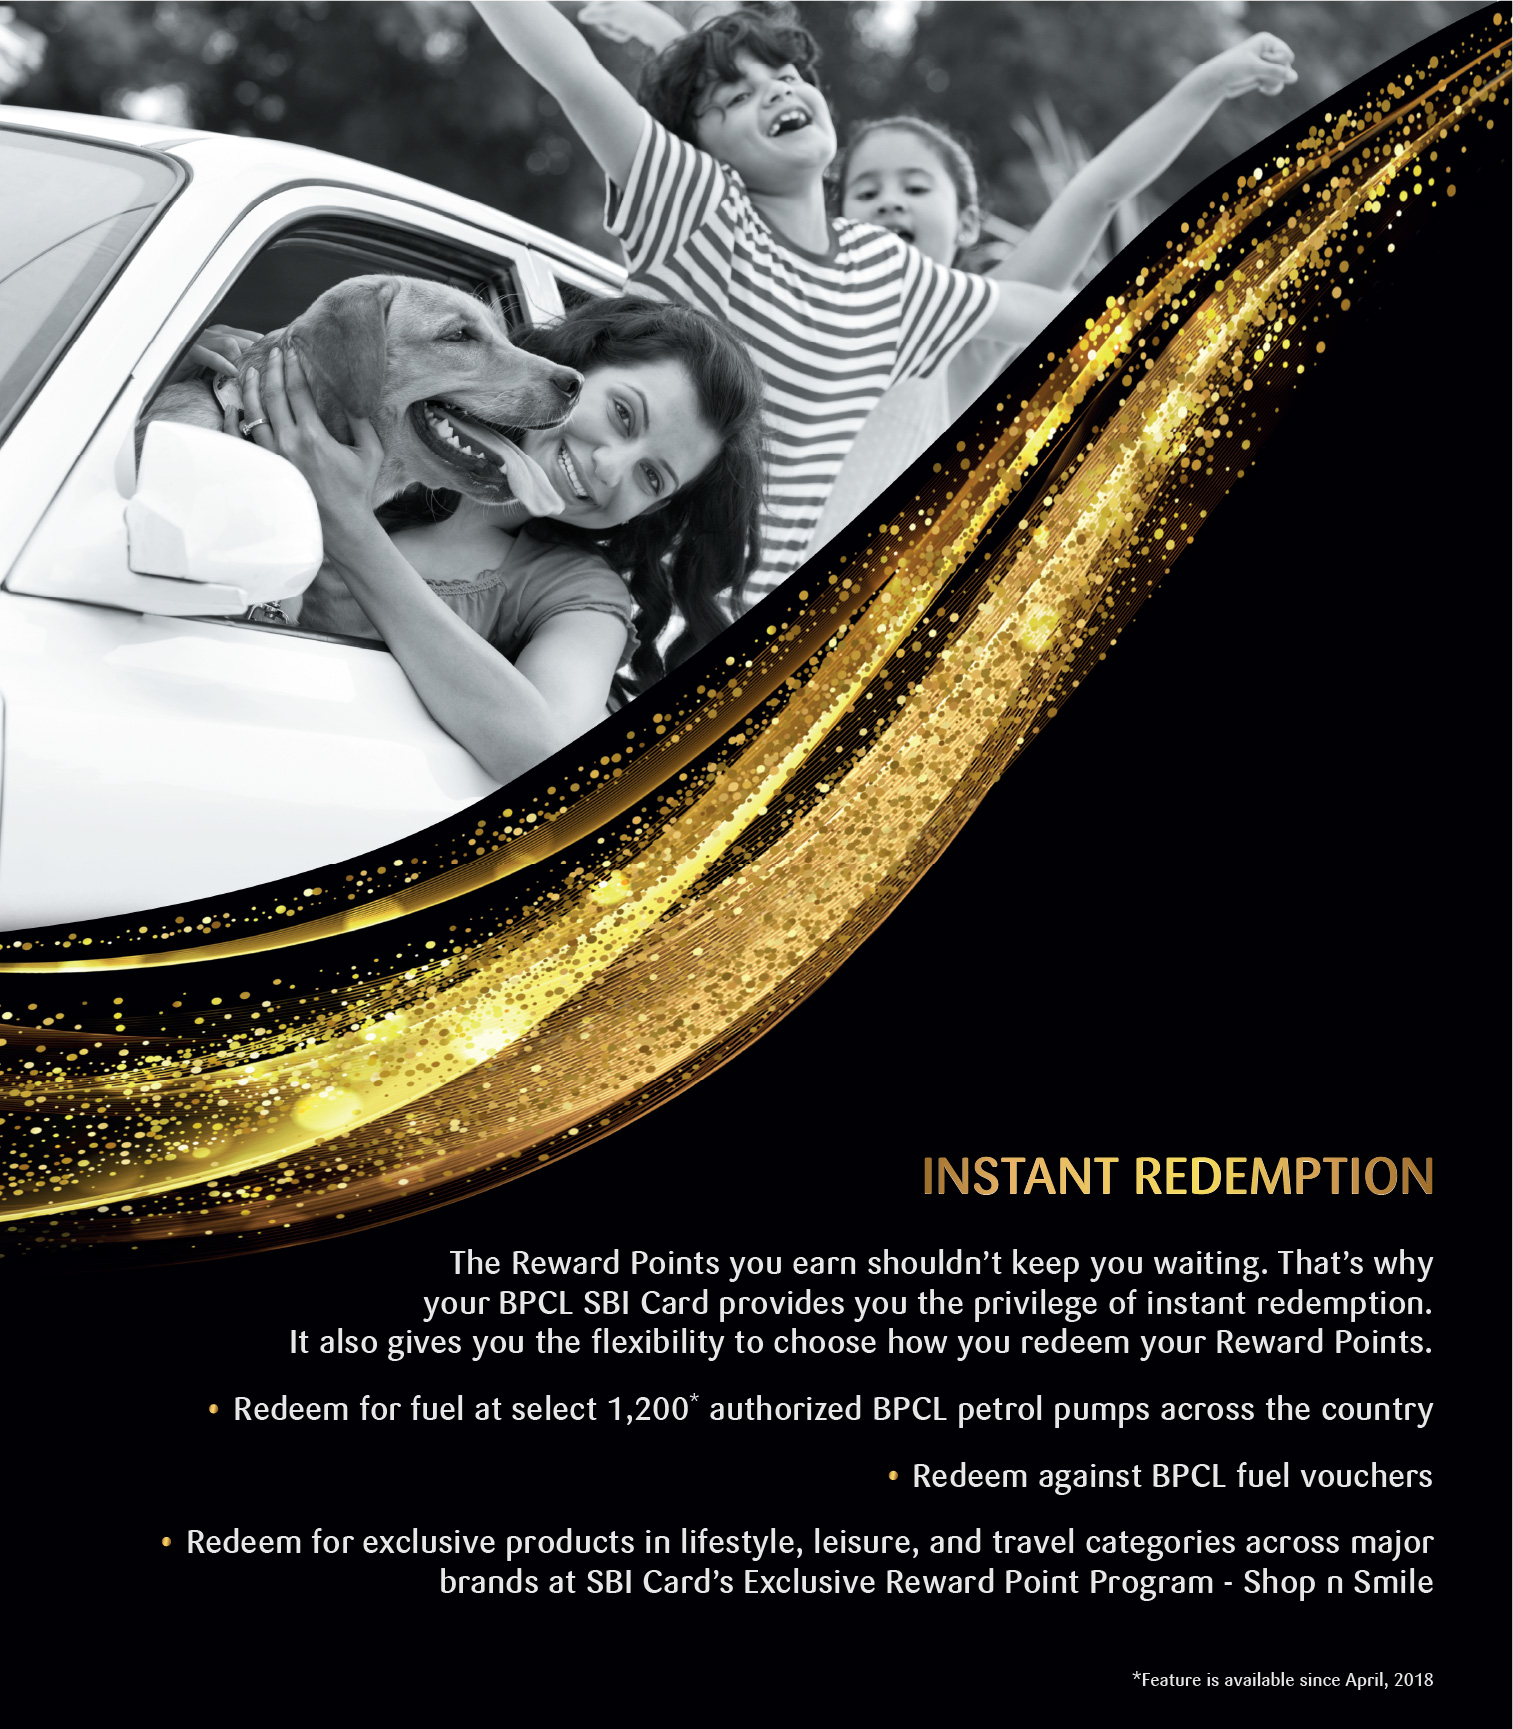 INSTANT REDEMPTION
The Reward Points you earn shouldn’t keep you waiting. That’s why
your BPCL SBI Card provides you the privilege of instant redemption.
It also gives you the flexibility to choose how you redeem your Reward Points.
• Redeem for fuel at select 1,200* authorized BPCL petrol pumps across the country
• Redeem against BPCL fuel vouchers
• Redeem for exclusive products in lifestyle, leisure, and travel categories across major
brands at SBI Card’s Exclusive Reward Point Program - Shop n Smile
*Feature is available since April, 2018